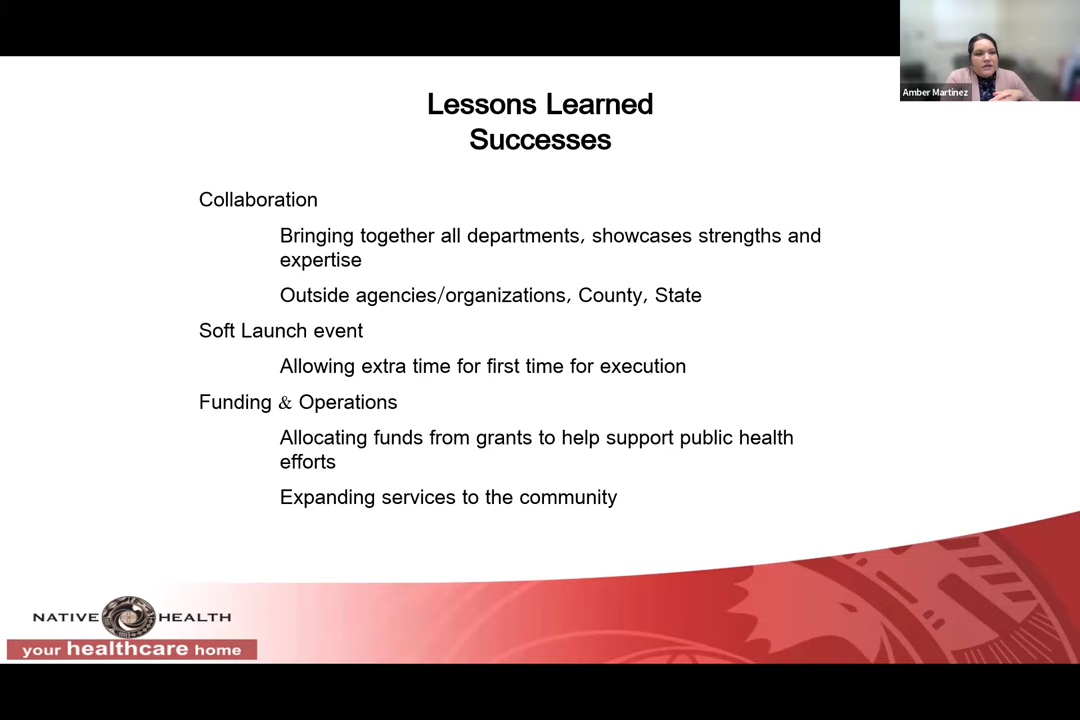 Amber Martinez
Lessons Learned
Successes
Collaboration
Bringing together all departments, showcases strengths and
expertise
Outside agencies/organizations, County, State
Soft Launch event
Allowing extra time for first time for execution
Funding & Operations
Allocating funds from grants to help support public health
efforts
Expanding services to the community
NATIVE HEALTH
your healthcare home